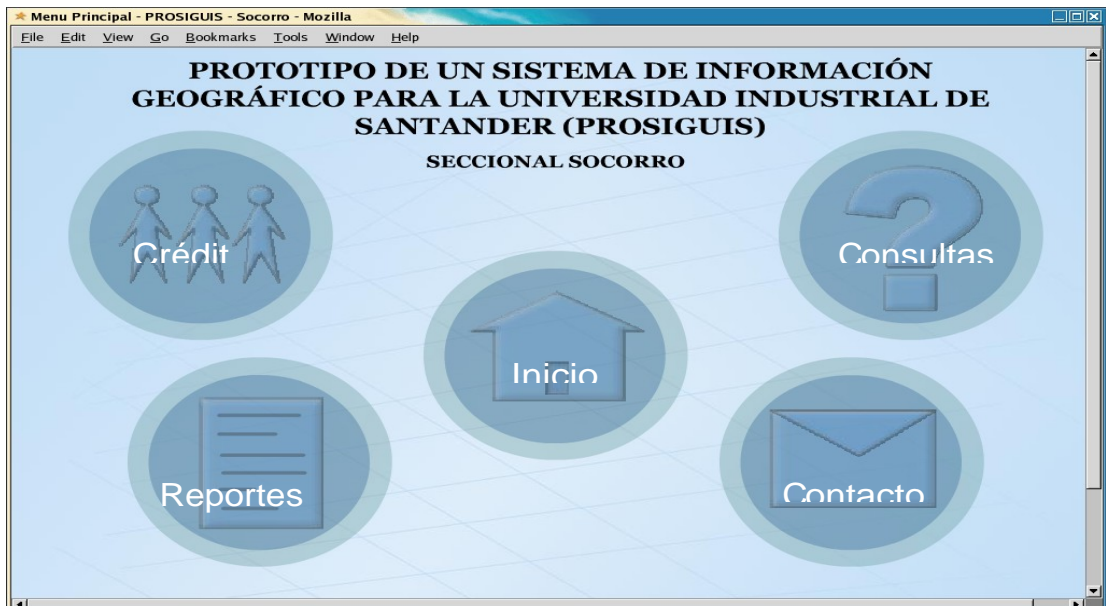 Menu Principal - PROSIGUIS - Socorro - Mozilla
File Edit View Go Bookmarks Tools Window Help
PROTOTIPO DE UN SISTEMA DE INFORMACIÓN
GEOGRÁFICO PARA LA UNIVERSIDAD INDUSTRIAL DE
SANTANDER (PROSIGUIS)
SECCIONAL SOCORRO
Crédit
Consultas
Inicio
Reportes
Contacto